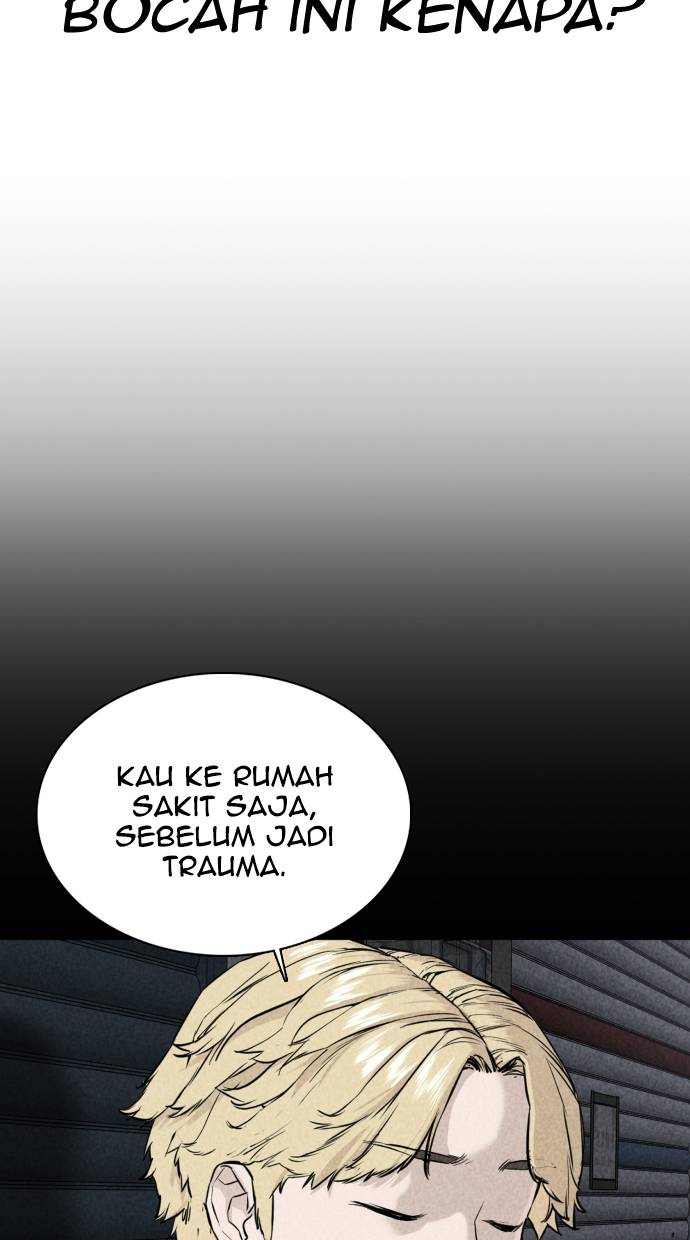 BOCAH INI KENAPA?
KAU KE RUMAH
SAKIT SAJA,
SEBELUM JADI
TRAUMA.